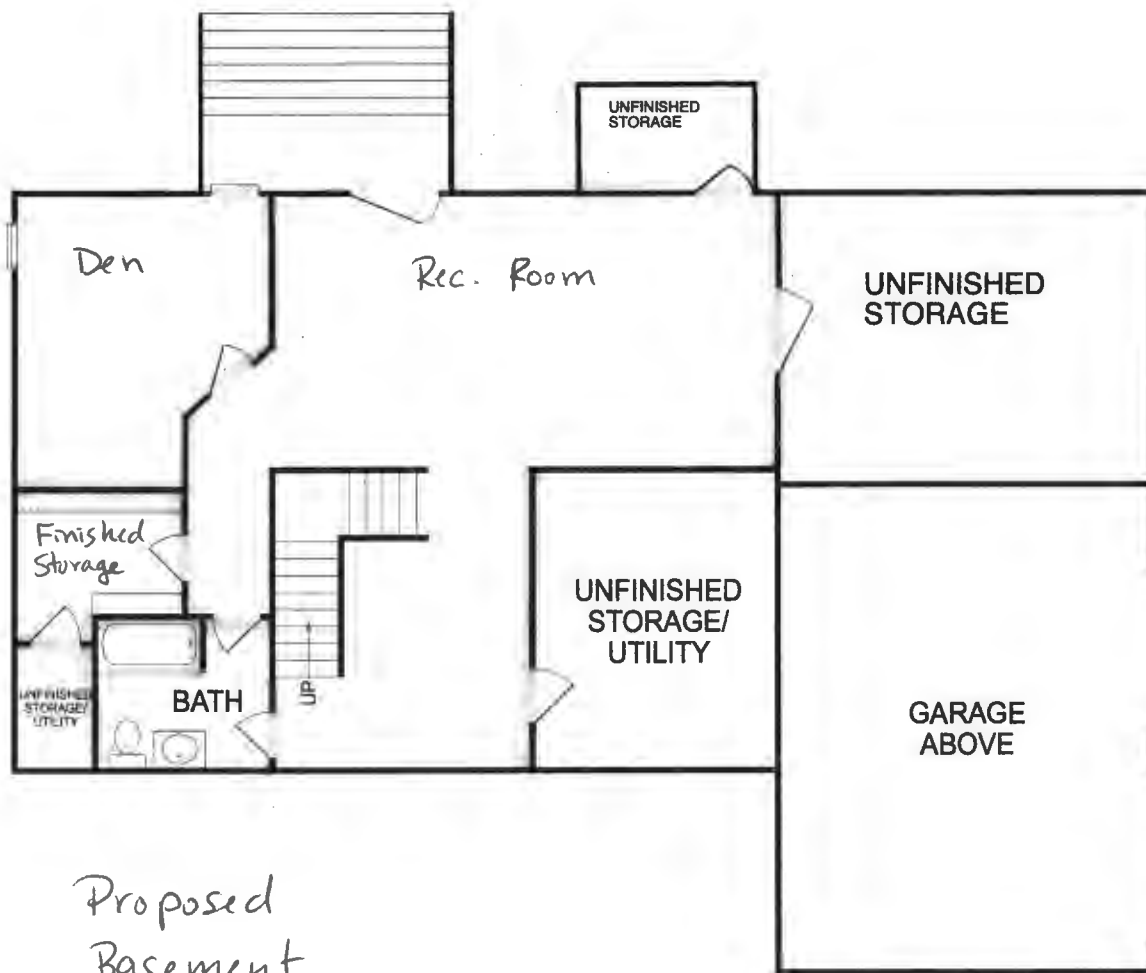 UNFINISHED
STORAGE
Den
Rec. Room
UNFINISHED
STORAGE
Finished
Storage
UNFINISHED
STORAGE/
UTILITY
UNFINISHED
STORAGE/
UTILITY
BATH
UP
GARAGE
ABOVE
Proposed
Basement